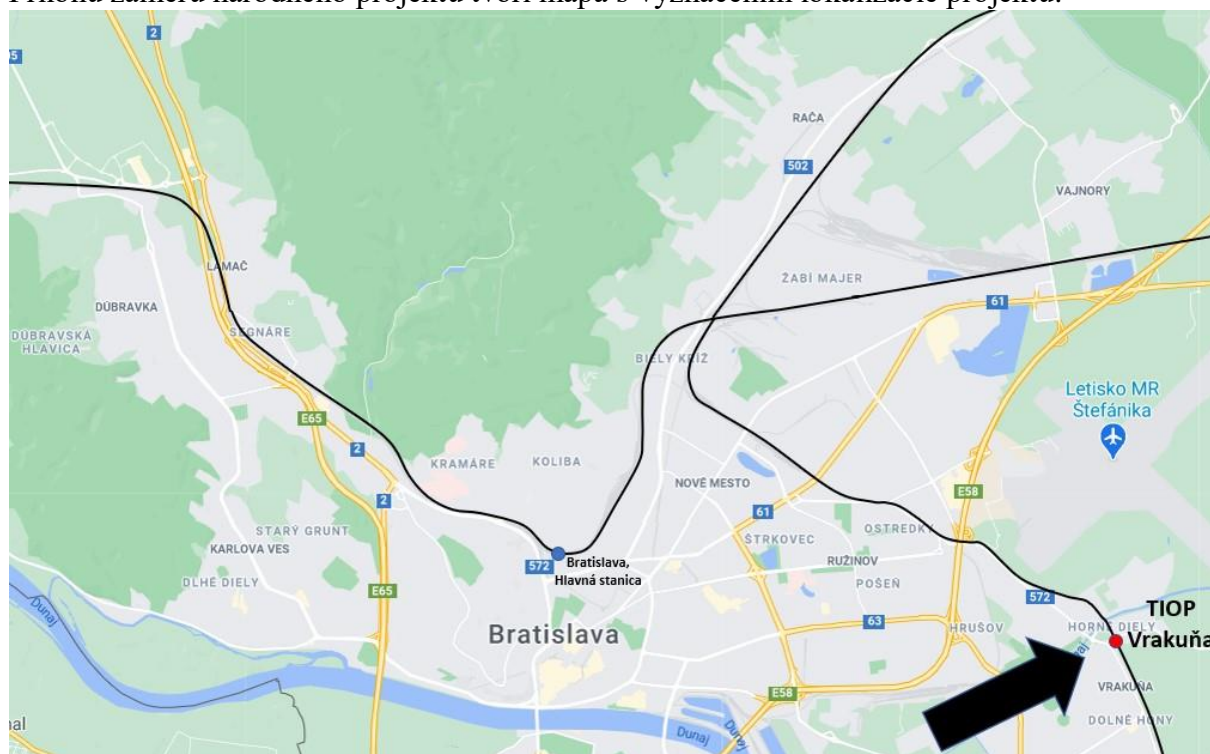 Prílohu zámeru národného projektu tvorí mapa s vyznačením lokalizácie projektu.
2
RAČA
502
VAJNORY
LAMAČ
ŽABÍ MAJER
DÚBRAVKA
61
DÚBRAVSKÁ
HLAVICA
SEGNÁRE
BIELY KRÍŽ
Letisko MR
Štefánika
E65
2
KRAMÁRE
KOLIBA
NOVÉ MESTO
2
E58
61
STARÝ GRUNT
OSTREDKY
ŠTRKOVEC
KARLOVA VES
572
Bratislava,
Hlavná stanica
RUŽINOV
DLHÉ DIELY
POŠEŇ
E65
572
Dunaj
TIOP
Vrakuňa
63
HRUŠOV
HORNÉ DIELY
Bratislava
E58
VRAKUŇA
Dunaj
DOLNÉ HONY
Dunaj